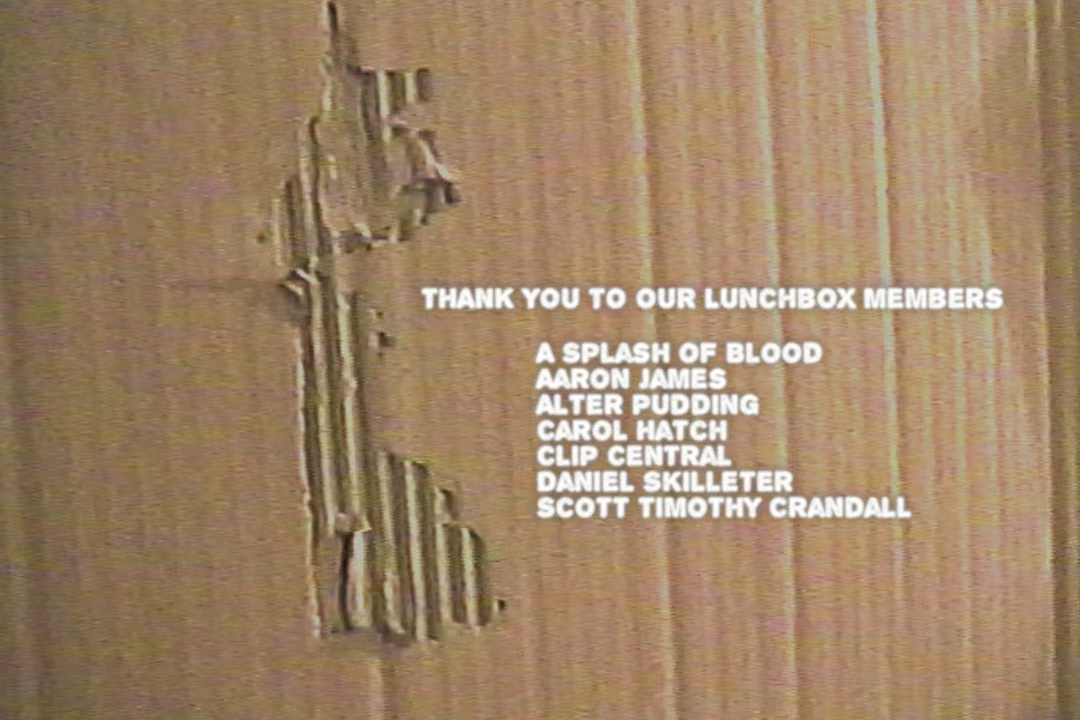 THANK YOU TO OUR LUNCHBOX MEMBERS
A SPLASH OF BLOOD
AARON JAMES
ALTER PUDDING
CAROL HATCH
CLIP CENTRAL
DANIEL SKILLETER
SCOTT TIMOTHY CRANDALL